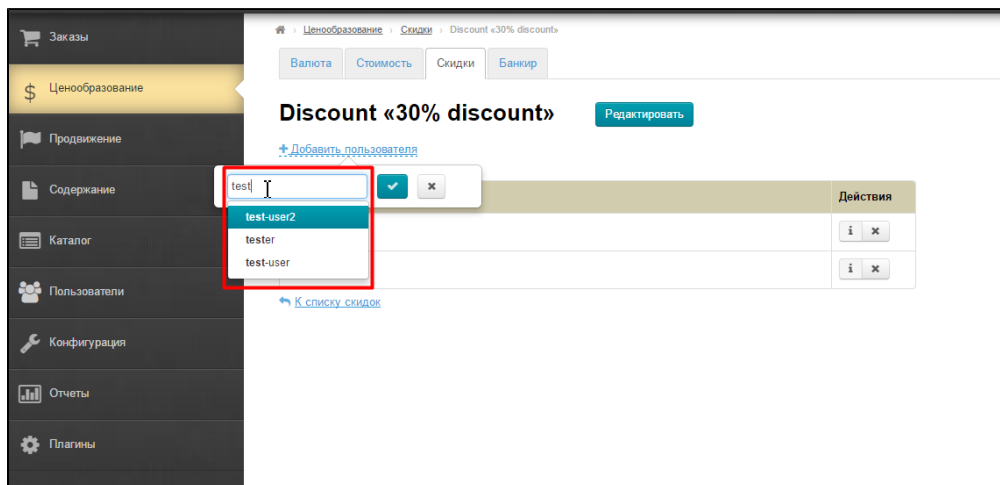 Заказы
Ценообразование
Продвижение
Содержание
Каталог
Пользователи
Конфигурация
Отчеты
Плагины
Ценообразование › Скидки › Discount «30% discount»
Валюта Стоимость Скидки Банкир
Discount «30% discount» Редактировать
+ Добавить пользователя
test
test-user2
tester
test-user
Действия
К списку скидок